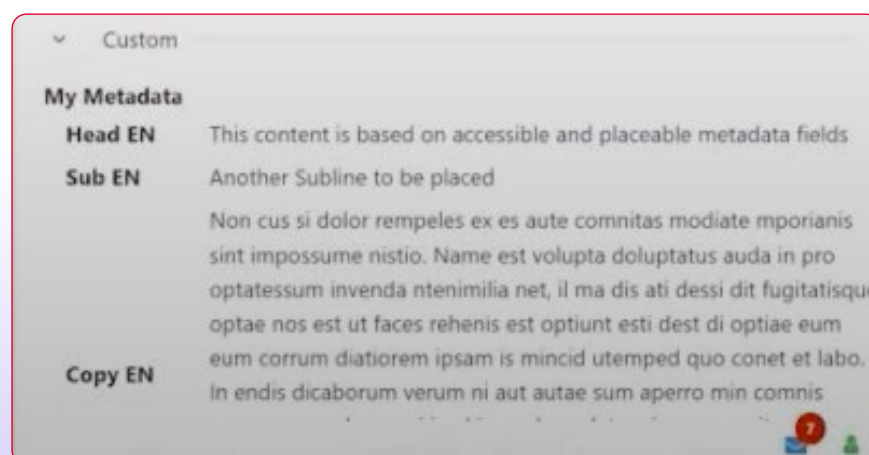 Custom
My Metadata
Head EN This content is based on accessible and placeable metadata fields
Sub EN Another Subline to be placed
Non cus si dolor rempeles ex es aute comnitas modiate mporianis
sint impossume nistio. Name est volupta doluptatus auda in pro
optatessum invenda ntenimilia net, il ma dis ati dessi dit fugitatisque
optae nos est ut faces rehenis est optiunt esti dest di optiae eum
eum corrum diatiorem ipsam is mincid utemped quo conet et labo.
Copy EN
In endis dicaborum verum ni aut autae sum aperro min comnis
7